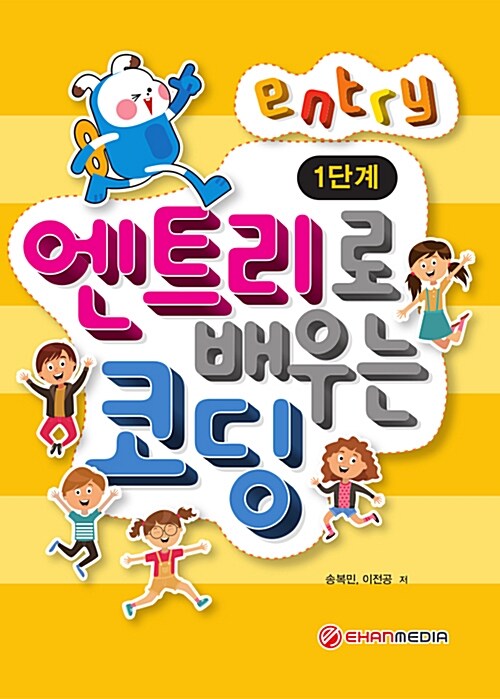 entry
1단계
엔트리로
배우는
코딩
송복민, 이전공 저
EHANMEDIA